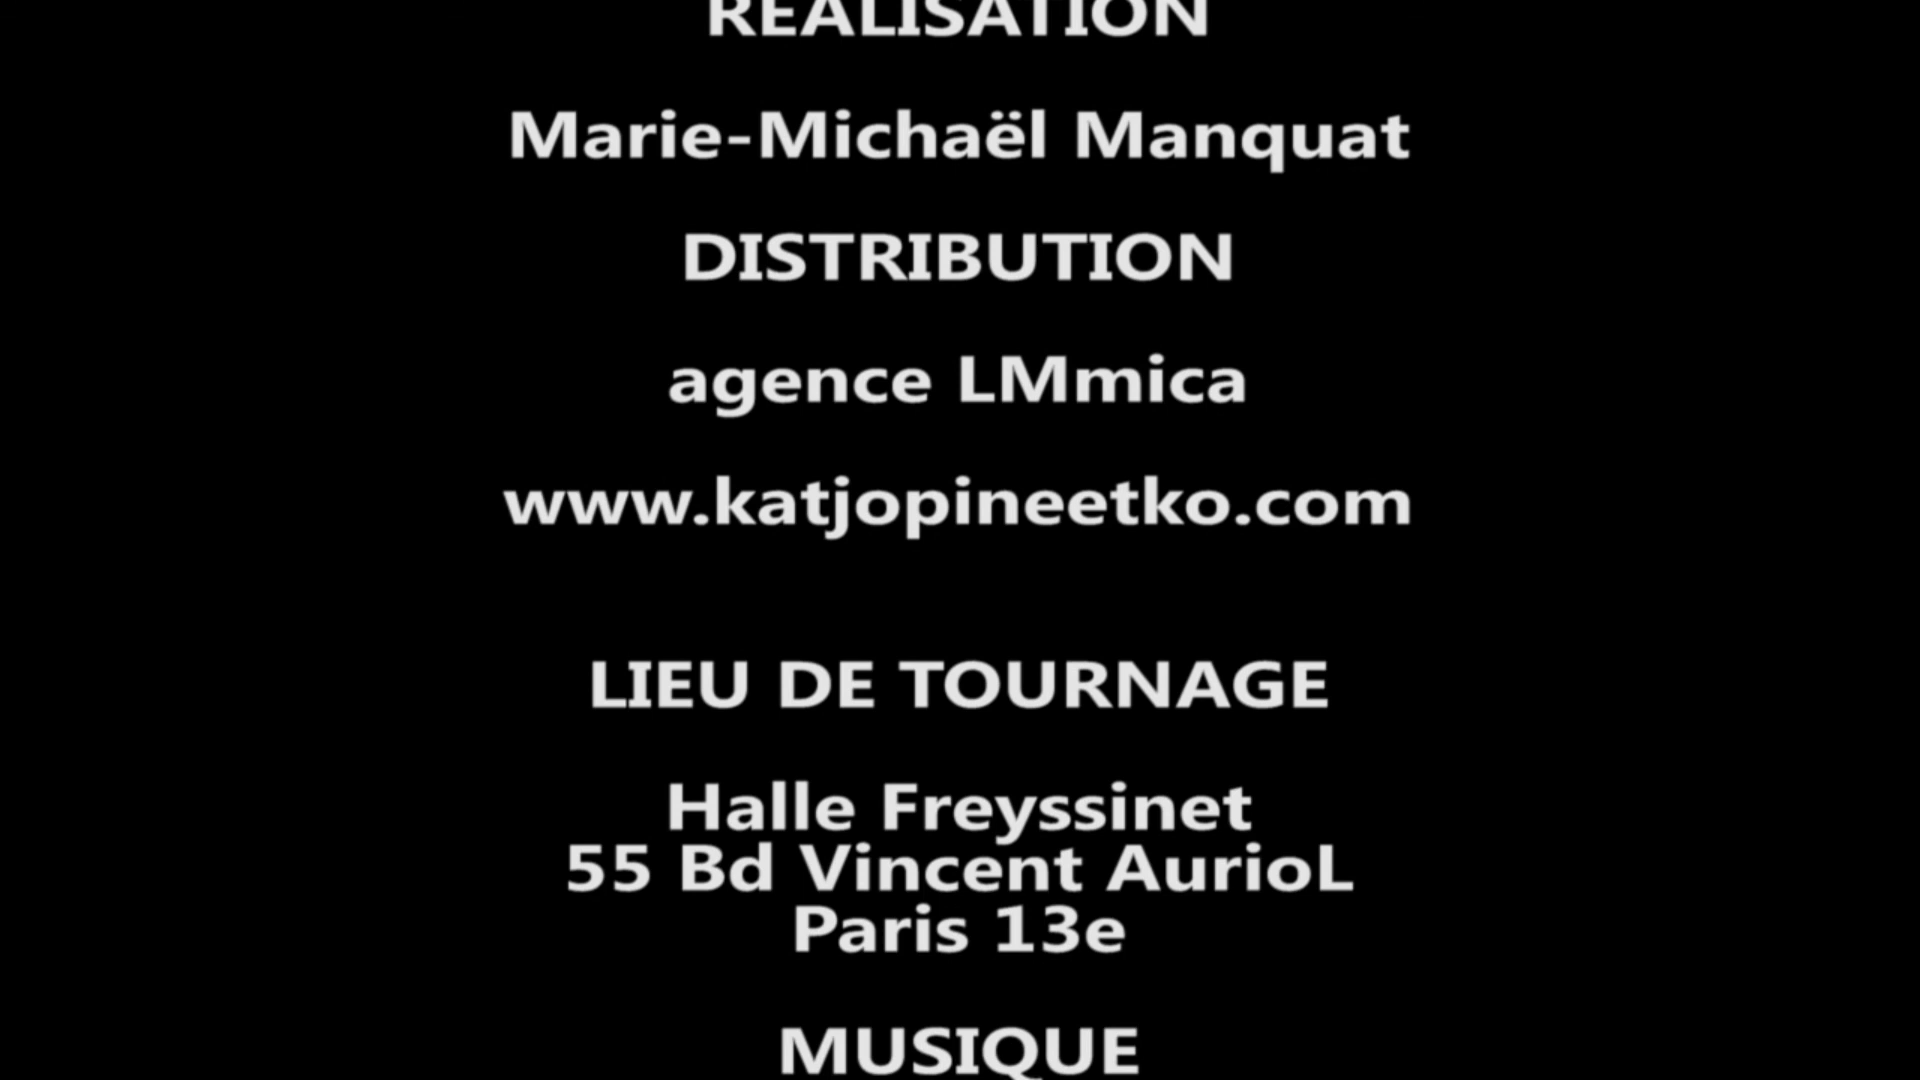 REALISATION
Marie-Michaël Manquat
DISTRIBUTION
agence LMmica
www.katjopineetko.com
LIEU DE TOURNAGE
Halle Freyssinet
55 Bd Vincent AurioL
Paris 13e
MUSIQUE